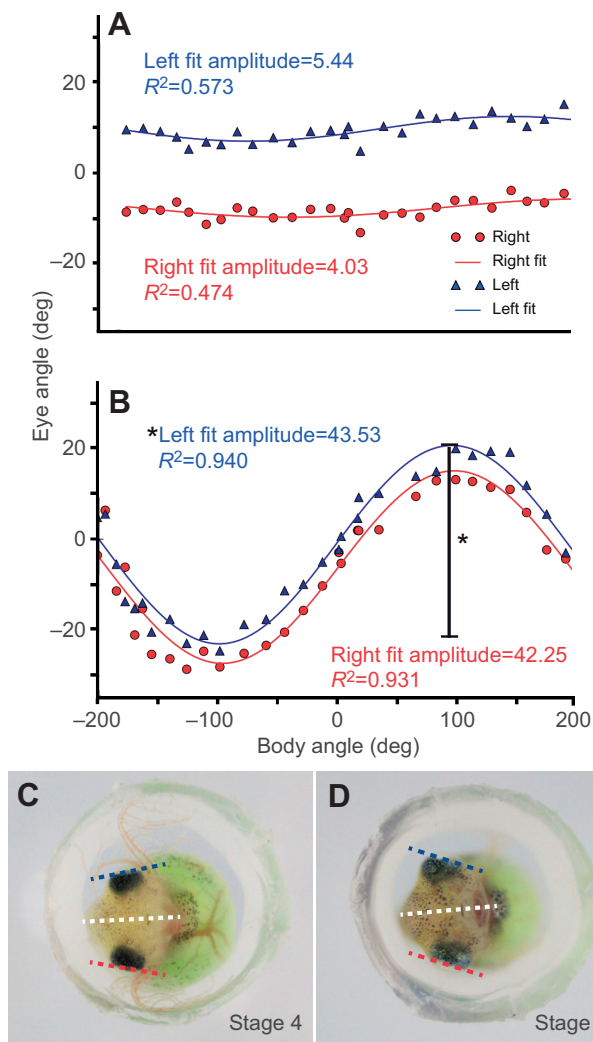 A
Left fit amplitude=5.44
R²=0.573
20
0
–20
Right fit amplitude=4.03
R²=0.474
Right
Right fit
Left
Left fit
Eye angle (deg)
B
*Left fit amplitude=43.53
R²=0.940
20
0
*
–20
Right fit amplitude=42.25
R²=0.931
–200 –100 0 100 200
Body angle (deg)
C
D
Stage 4
Stage